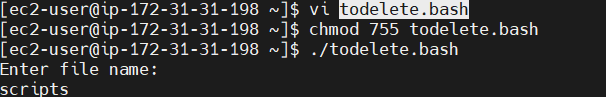 [ec2-user@ip-172-31-31-198 ~]$ vi todelete.bash
[ec2-user@ip-172-31-31-198 ~]$ chmod 755 todelete.bash
[ec2-user@ip-172-31-31-198 ~]$ ./todelete.bash
Enter file name:
scripts